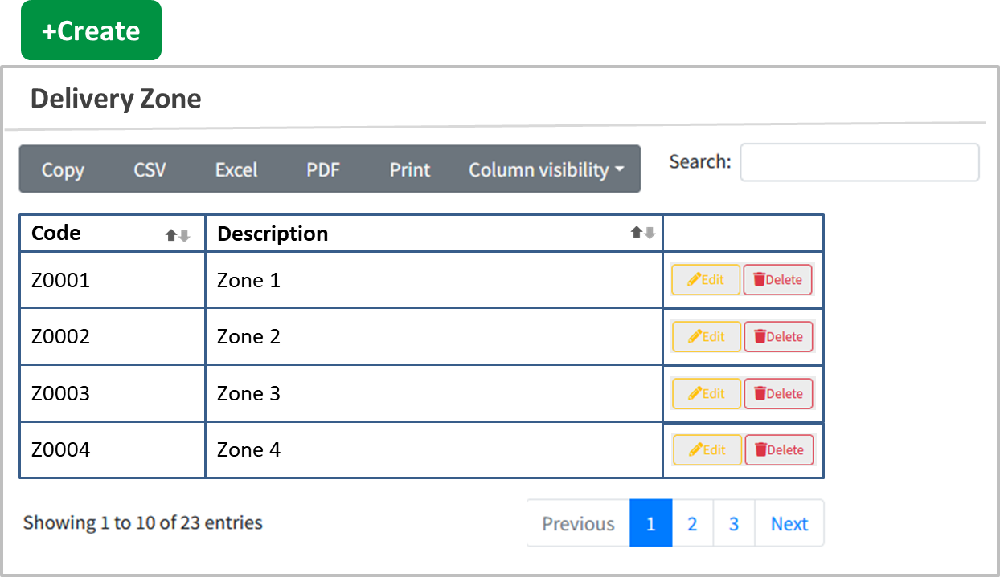 +Create
Delivery Zone
Copy CSV Excel PDF Print Column visibility Search:
Code Description
Z0001 Zone 1 Edit Delete
Z0002 Zone 2 Edit Delete
Z0003 Zone 3 Edit Delete
Z0004 Zone 4 Edit Delete
Showing 1 to 10 of 23 entries Previous 1 2 3 Next